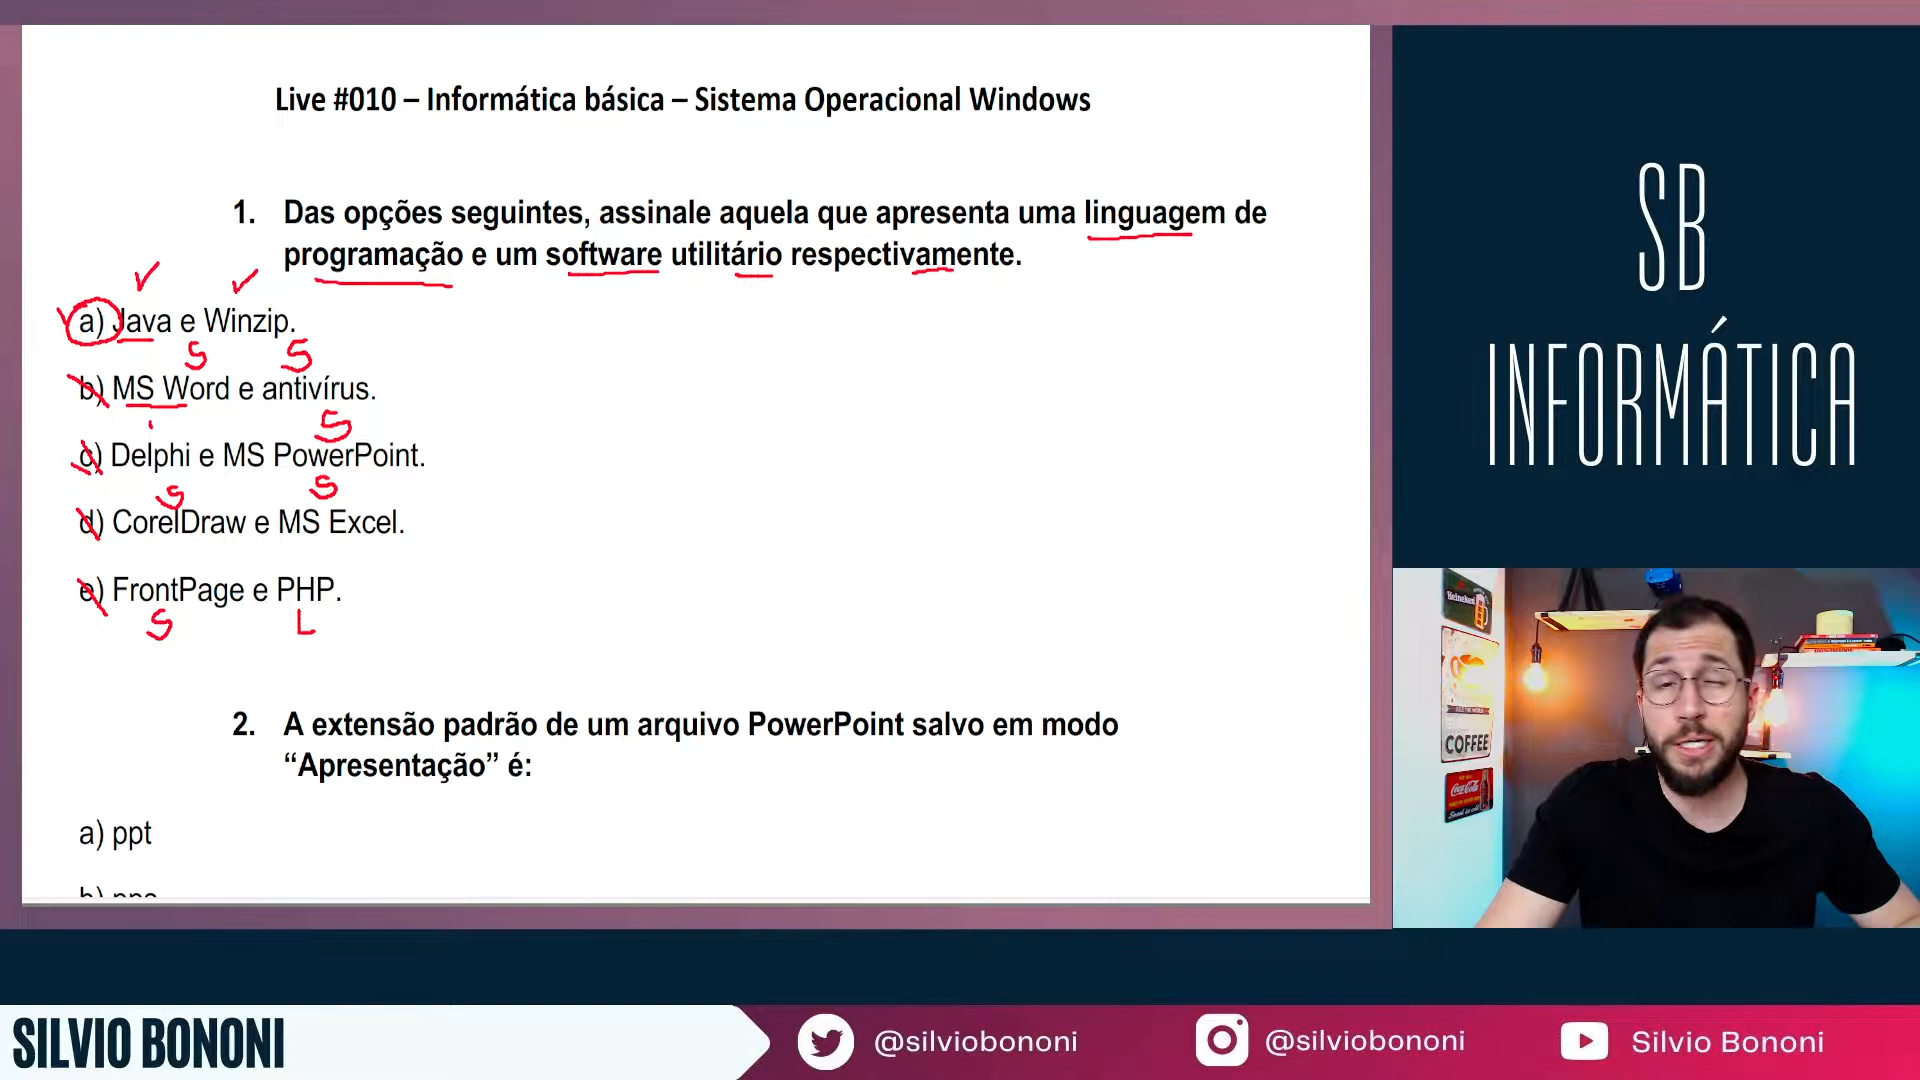 Live #010 – Informática básica – Sistema Operacional Windows
1. Das opções seguintes, assinale aquela que apresenta uma linguagem de
programação e um software utilitário respectivamente.
a) Java e Winzip.
S S
b) MS Word e antivírus.
S
c) Delphi e MS PowerPoint.
S S
d) CorelDraw e MS Excel.
e) FrontPage e PHP.
S L
2. A extensão padrão de um arquivo PowerPoint salvo em modo
“Apresentação” é:
a) ppt
SB
INFORMÁTICA
Heineken
COFFEE
Coca-Cola
SILVIO BONONI
@silviobononi
@silviobononi
Silvio Bononi